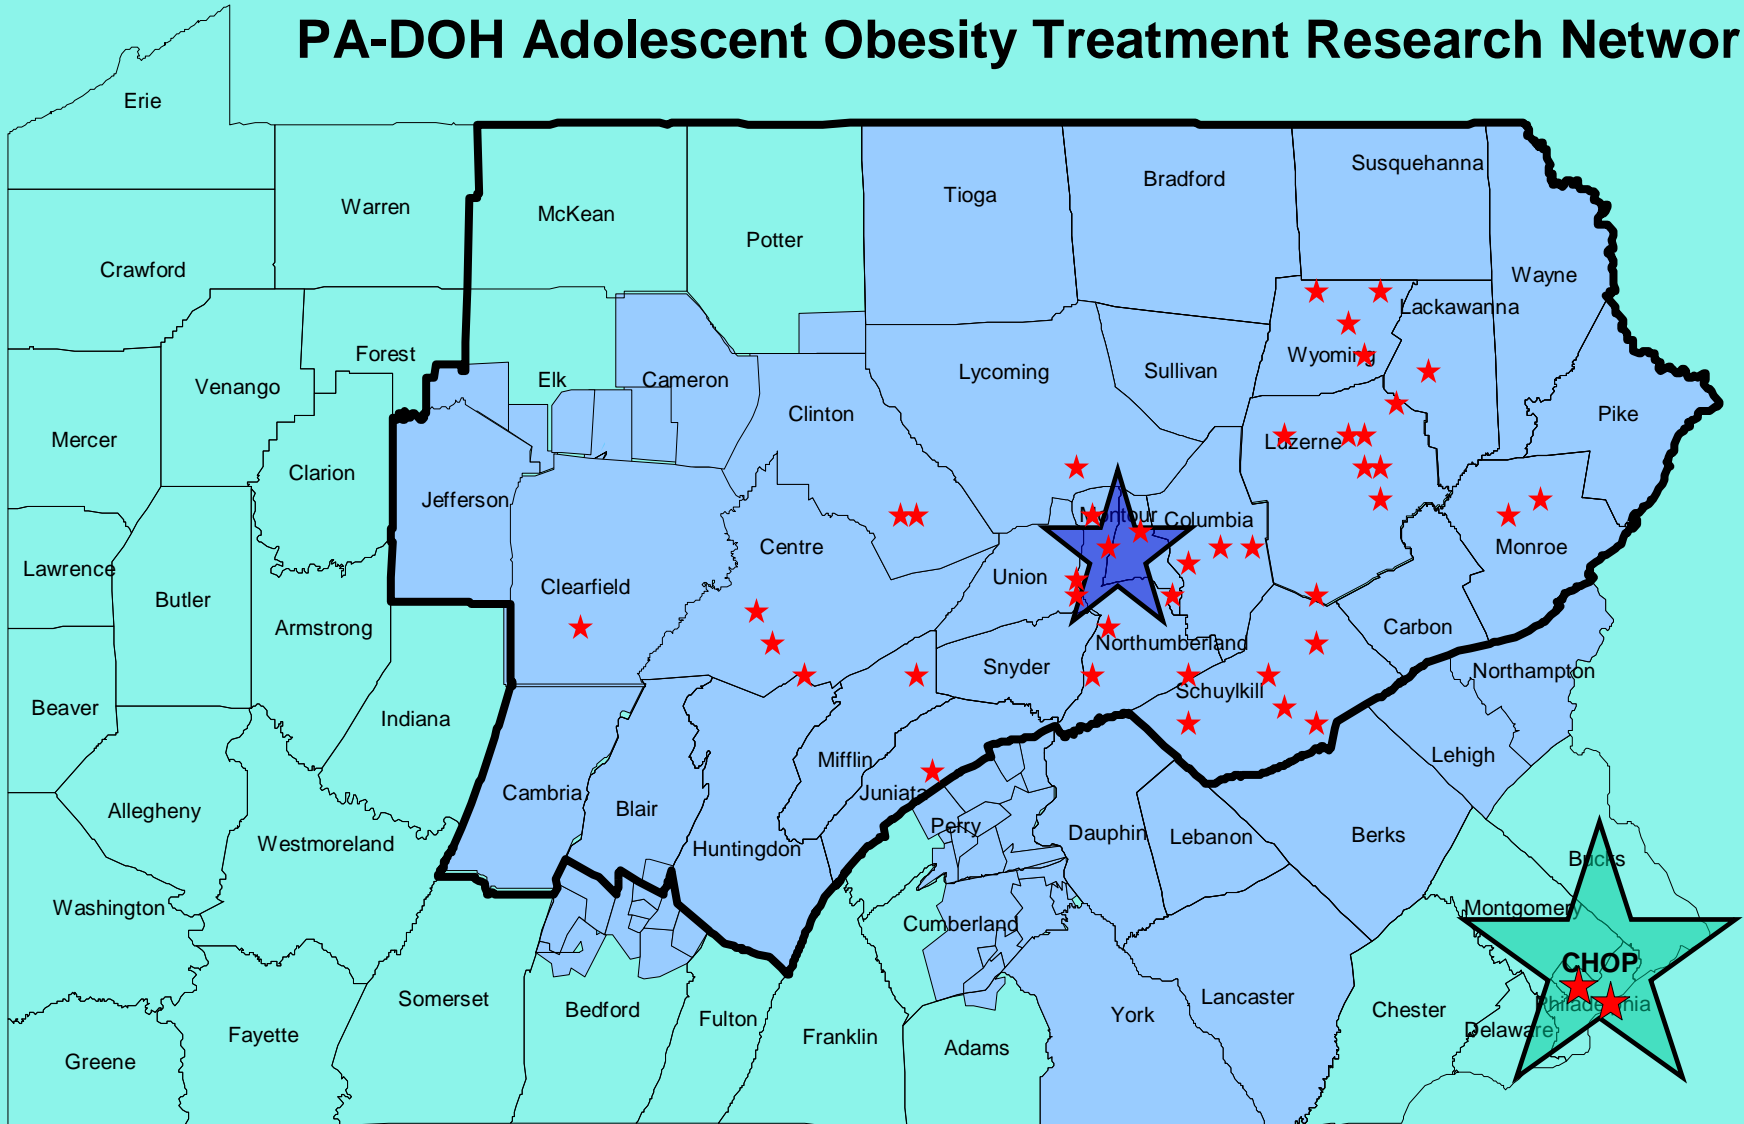 PA-DOH Adolescent Obesity Treatment Research Networ
Erie
Susquehanna
Bradford
Tioga
Warren
McKean
Potter
Crawford
Wayne
Lackawanna
Forest
Wyoming
Venango
Elk
Cameron
Lycoming
Sullivan
Clinton
Pike
Mercer
Luzerne
Clarion
Jefferson
Montour
Columbia
Centre
Monroe
Lawrence
Union
Clearfield
Butler
Armstrong
Carbon
Northumberland
Snyder
Northampton
Schuylkill
Beaver
Indiana
Lehigh
Mifflin
Cambria
Juniata
Blair
Allegheny
Perry
Dauphin
Lebanon
Berks
Westmoreland
Huntingdon
Bucks
Washington
Montgomery
Cumberland
CHOP
Somerset
Lancaster
Philadelphia
Bedford
Chester
York
Fulton
Delaware
Fayette
Franklin
Adams
Greene